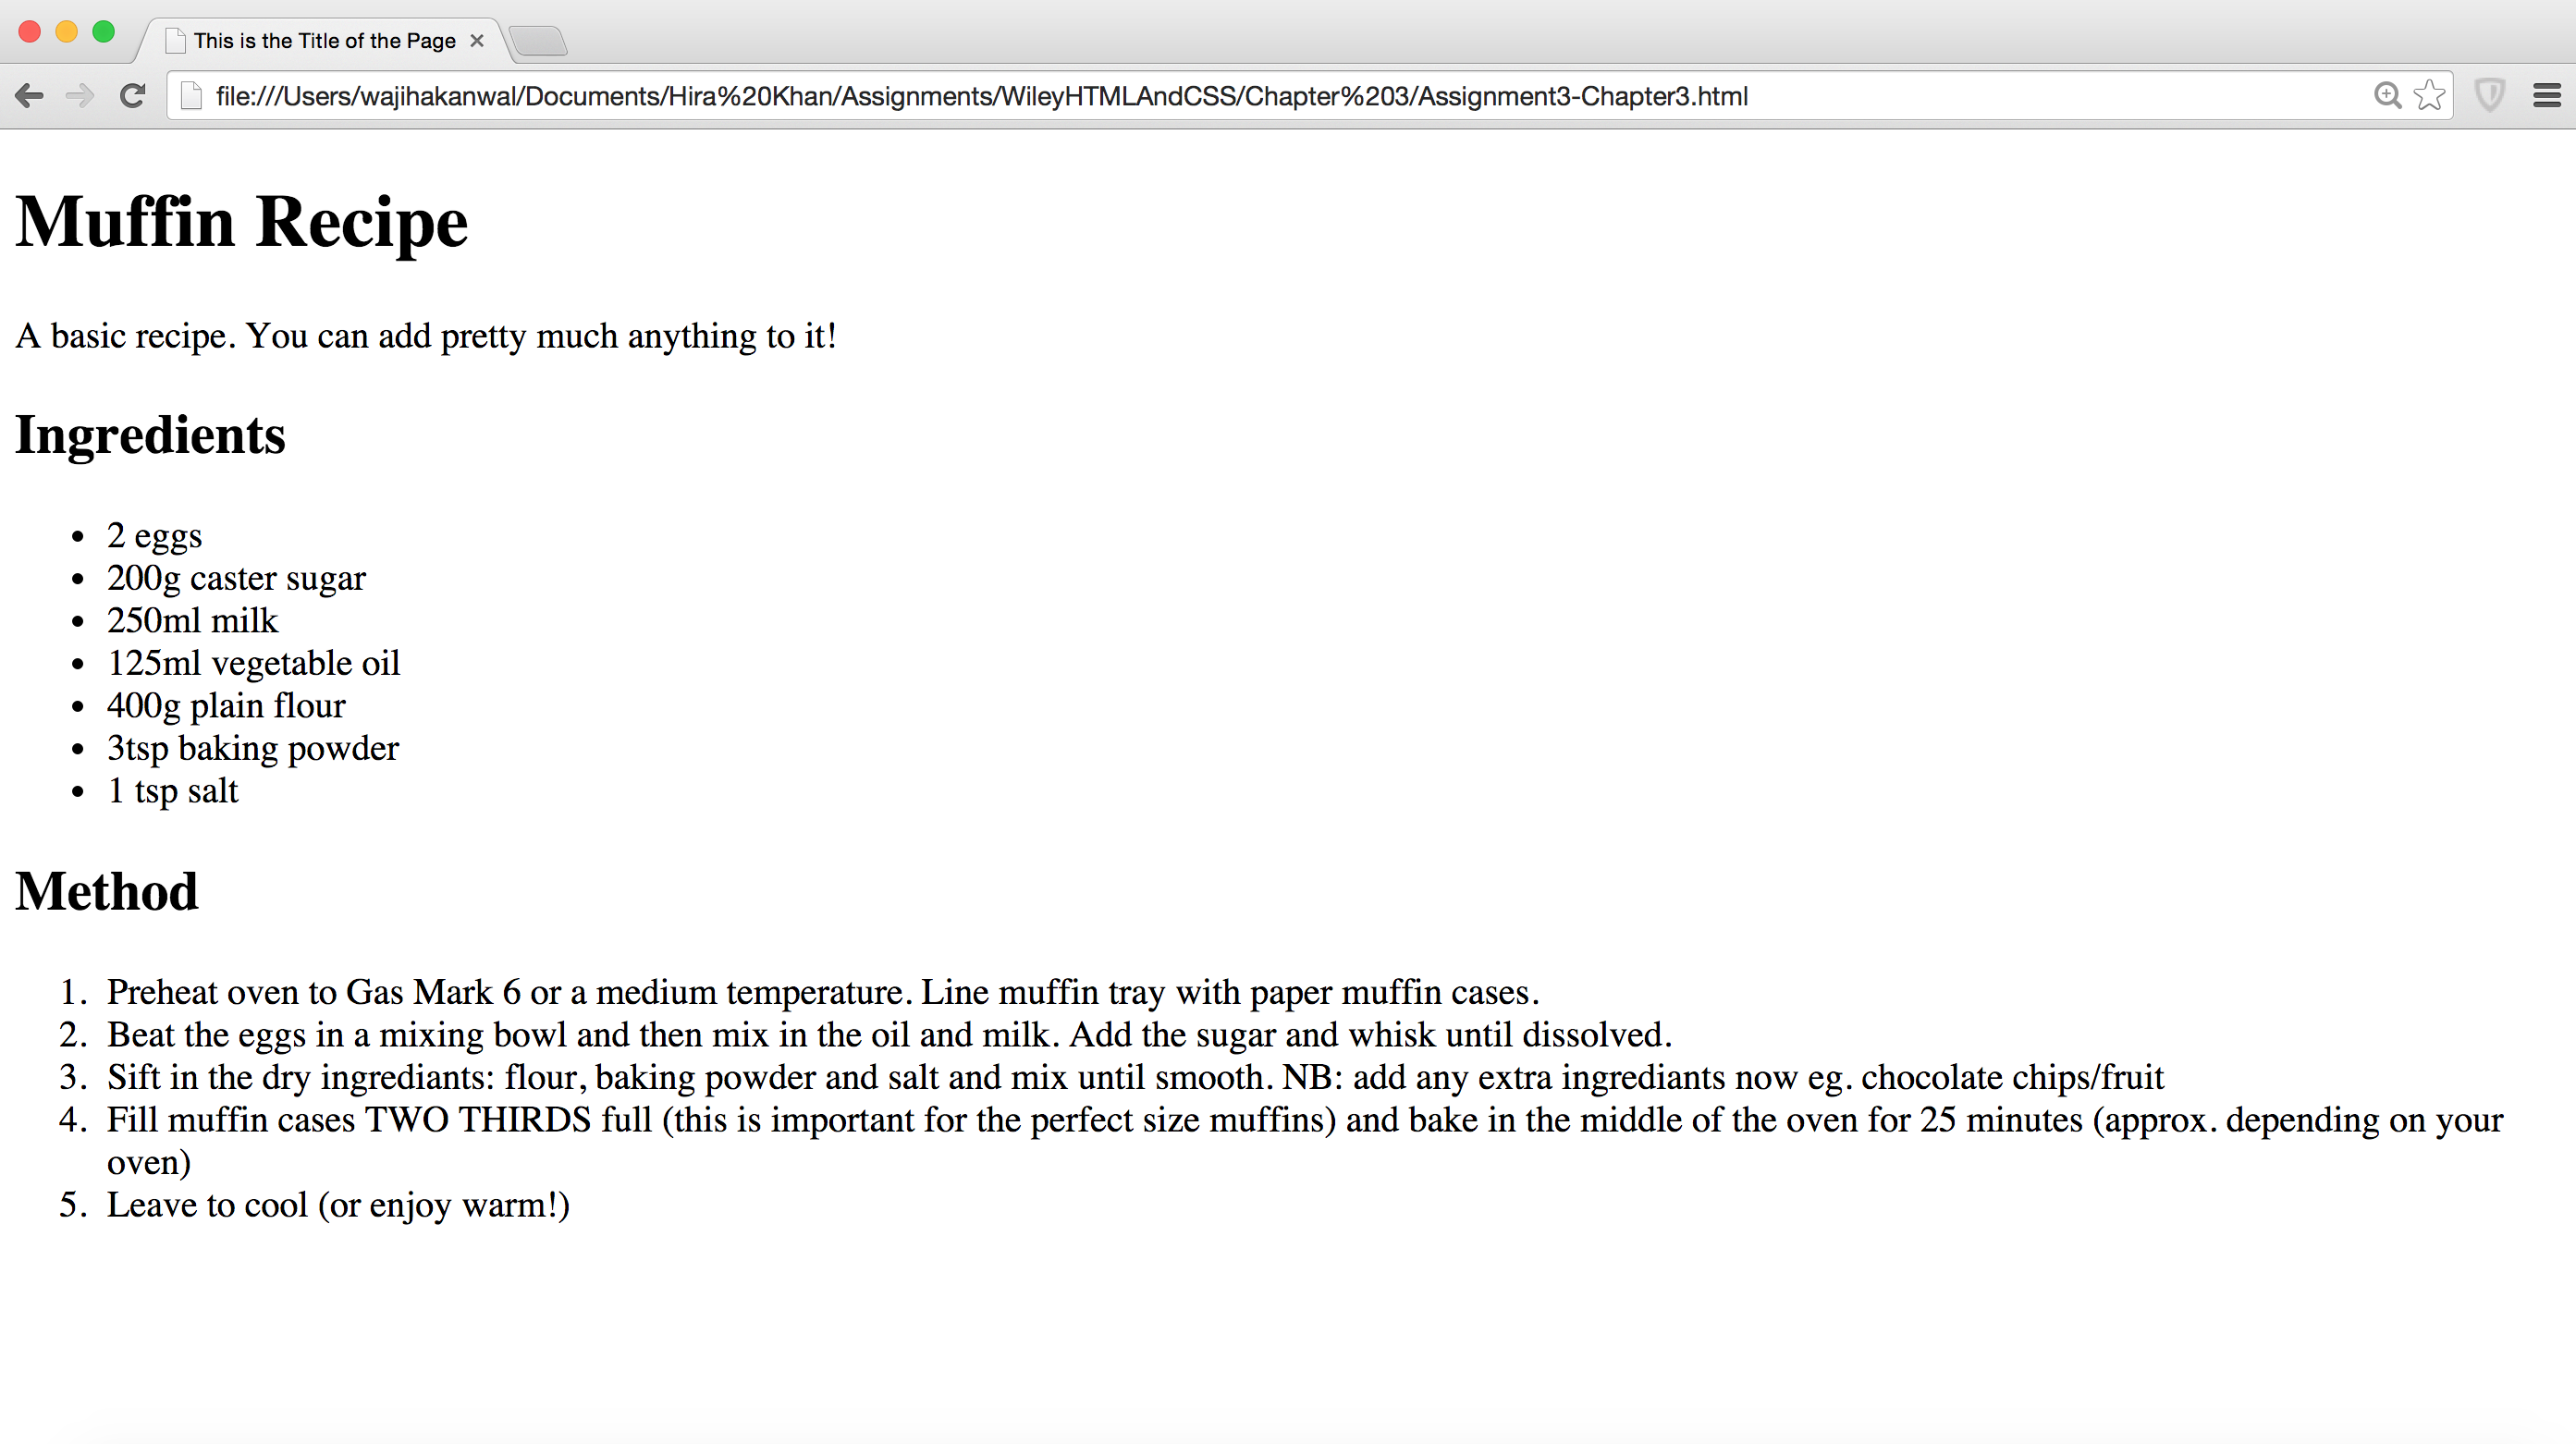 This is the Title of the Page
file:///Users/wajihakanwal/Documents/Hira%20Khan/Assignments/WileyHTMLAndCSS/Chapter%203/Assignment3-Chapter3.html
Muffin Recipe
A basic recipe. You can add pretty much anything to it!
Ingredients
• 2 eggs
• 200g caster sugar
• 250ml milk
• 125ml vegetable oil
• 400g plain flour
• 3tsp baking powder
• 1 tsp salt
Method
1. Preheat oven to Gas Mark 6 or a medium temperature. Line muffin tray with paper muffin cases.
2. Beat the eggs in a mixing bowl and then mix in the oil and milk. Add the sugar and whisk until dissolved.
3. Sift in the dry ingrediants: flour, baking powder and salt and mix until smooth. NB: add any extra ingrediants now eg. chocolate chips/fruit
4. Fill muffin cases TWO THIRDS full (this is important for the perfect size muffins) and bake in the middle of the oven for 25 minutes (approx. depending on your
oven)
5. Leave to cool (or enjoy warm!)